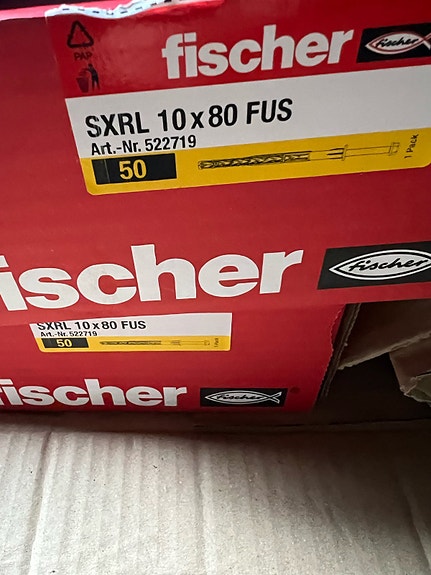 PAP
fischer
fischer
SXRL 10 x 80 FUS
Art.-Nr. 522719
50
1 Pack
fischer
fischer
SXRL 10 x 80 FUS
Art.-Nr. 522719
50
fischer
fischer